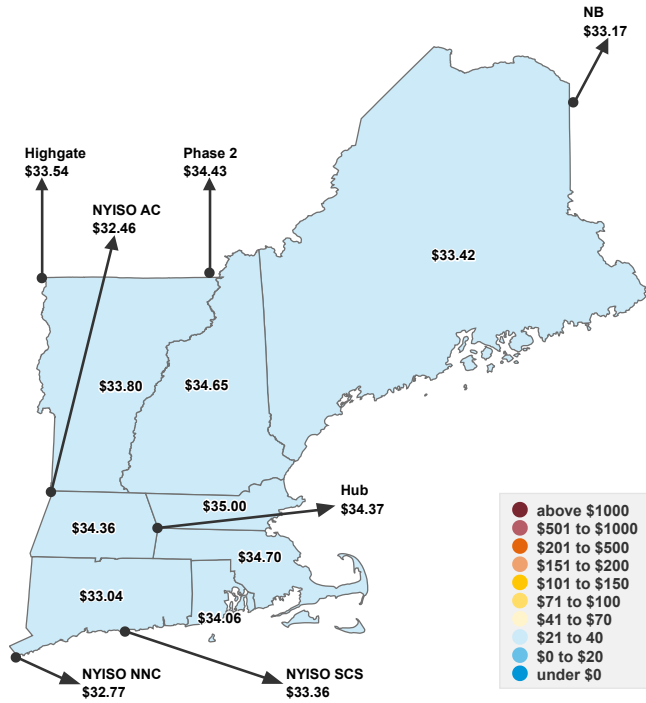 NB
$33.17
Highgate
$33.54
Phase 2
$34.43
NYISO AC
$32.46
$33.42
$33.80
$34.65
Hub
$34.37
$35.00
$34.36
$34.70
$33.04
$34.06
NYISO NNC
$32.77
NYISO SCS
$33.36
above $1000
$501 to $1000
$201 to $500
$151 to $200
$101 to $150
$71 to $100
$41 to $70
$21 to 40
$0 to $20
under $0